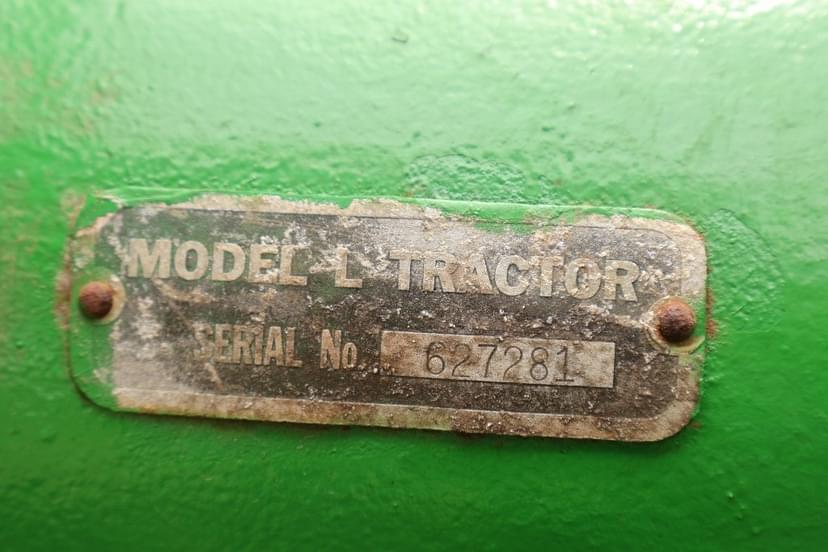 MODEL L TRACTOR
SERIAL No... 627281